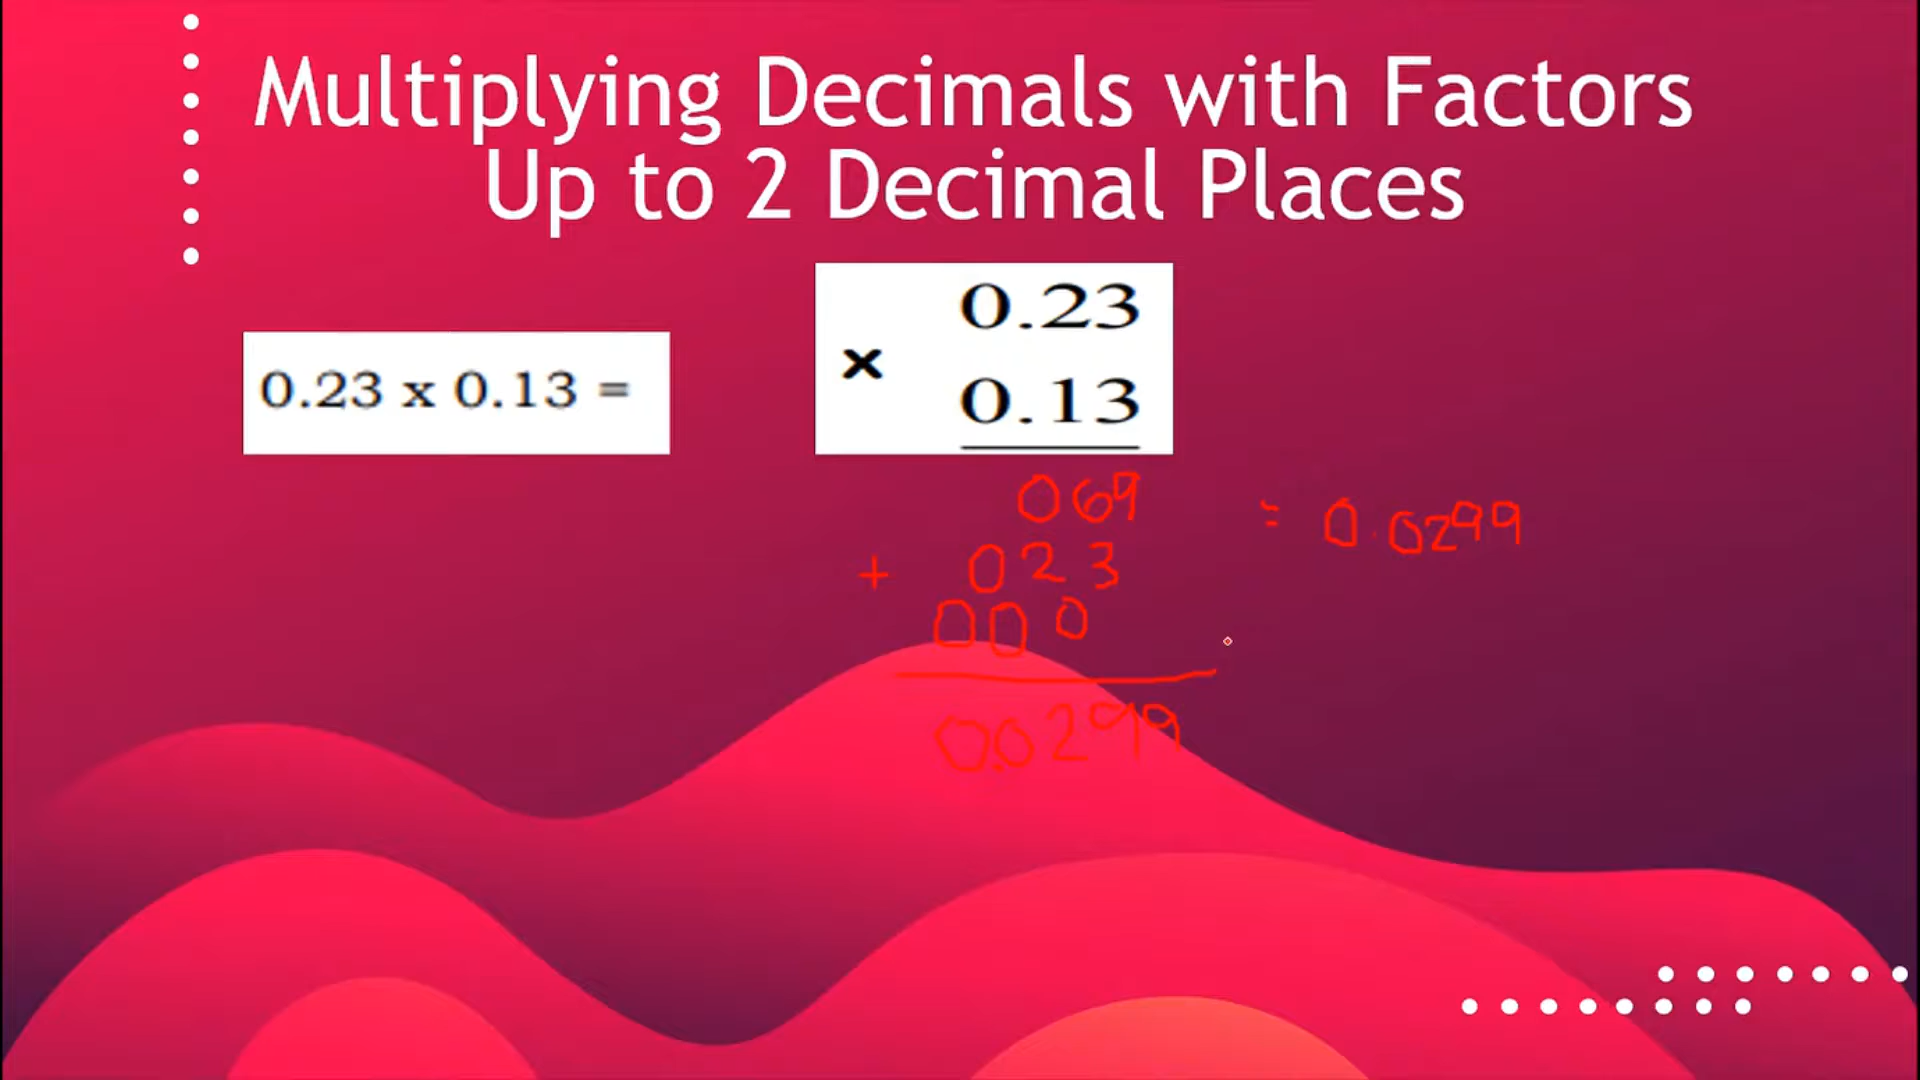 Multiplying Decimals with Factors
Up to 2 Decimal Places
0.23 x 0.13 =
0.23
×
0.13
069
= 0.0299
+ 023
000
0.0299